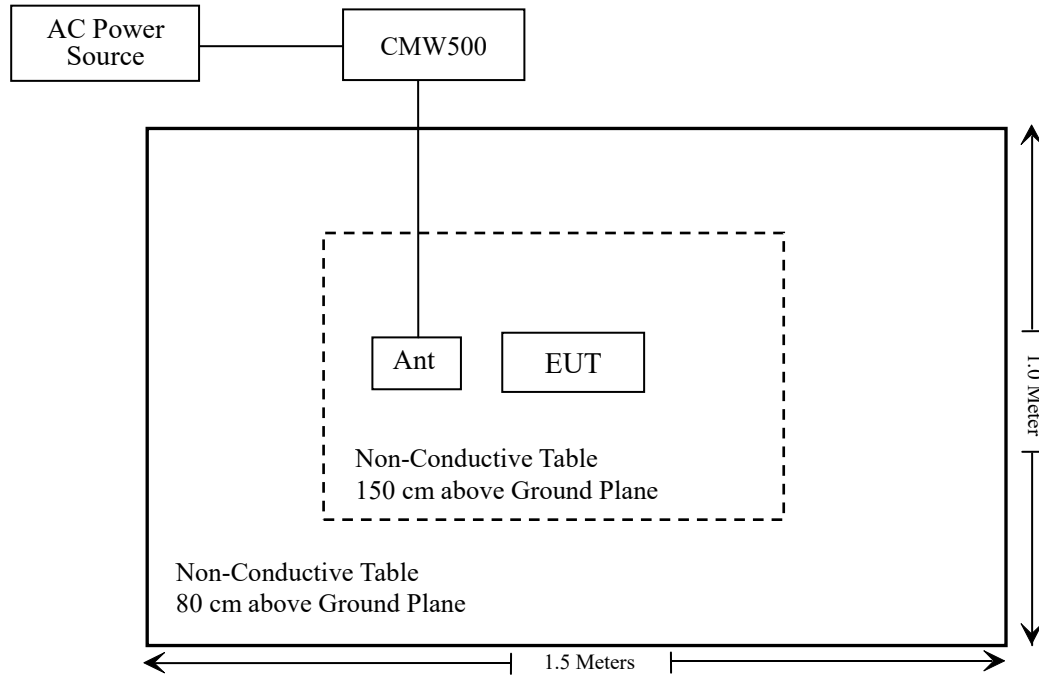 AC Power
Source
CMW500
Ant
EUT
Non-Conductive Table
150 cm above Ground Plane
Non-Conductive Table
80 cm above Ground Plane
1.0 Meter
1.5 Meters